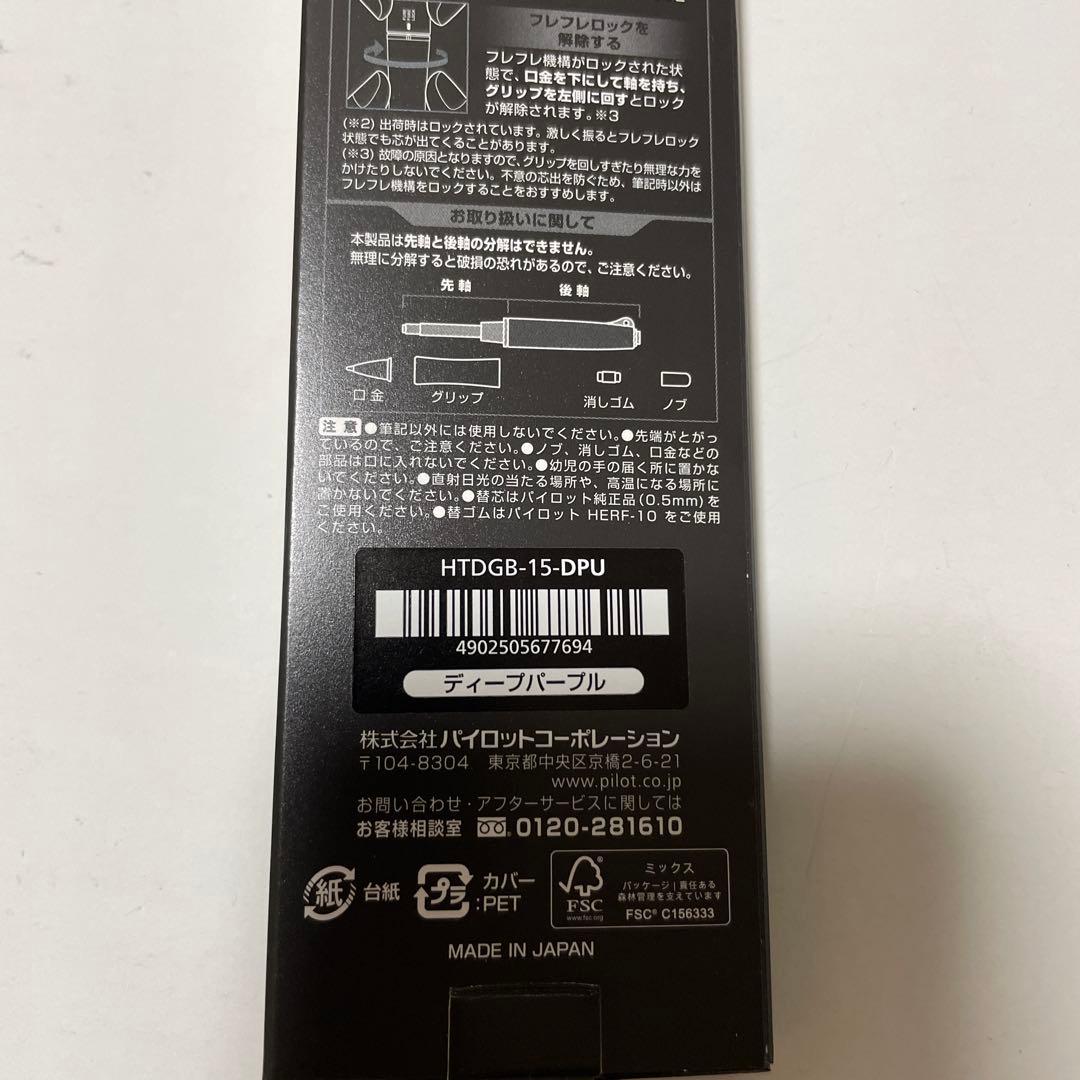 フレフレロックを
解除する
フレフレ機構がロックされた状
態で、口金を下にして軸を持ち、
グリップを左側に回すとロック
が解除されます。※3
(※2) 出荷時はロックされています。激しく振るとフレフレロック
状態でも芯が出てくることがあります。
(※3) 故障の原因となりますので、グリップを回しすぎたり無理な力を
かけたりしないでください。不意の芯出を防ぐため、筆記時以外は
フレフレ機構をロックすることをおすすめします。
お取り扱いに関して
本製品は先軸と後軸の分解はできません。
無理に分解すると破損の恐れがあるので、ご注意ください。
先軸 後軸
口金 グリップ 消しゴム ノブ
注意 ●筆記以外には使用しないでください。●先端がとがっ
ているので、ご注意ください。●ノブ、消しゴム、口金などの
部品は口に入れないでください。●幼児の手の届く所に置かな
いでください。●直射日光の当たる場所や、高温になる場所に
置かないでください。●替芯はパイロット純正品(0.5mm)を
ご使用ください。●替ゴムはパイロット HERF-10 をご使用
ください。
HTDGB-15-DPU
4902505677694
ディープパープル
株式会社 パイロットコーポレーション
〒104-8304 東京都中央区京橋2-6-21
www.pilot.co.jp
お問い合わせ・アフターサービスに関しては
お客様相談室 0120-281610
紙 台紙 プラ カバー
:PET
FSC
www.fsc.org
ミックス
パッケージ|責任ある
森林管理を支えています
FSC® C156333
MADE IN JAPAN